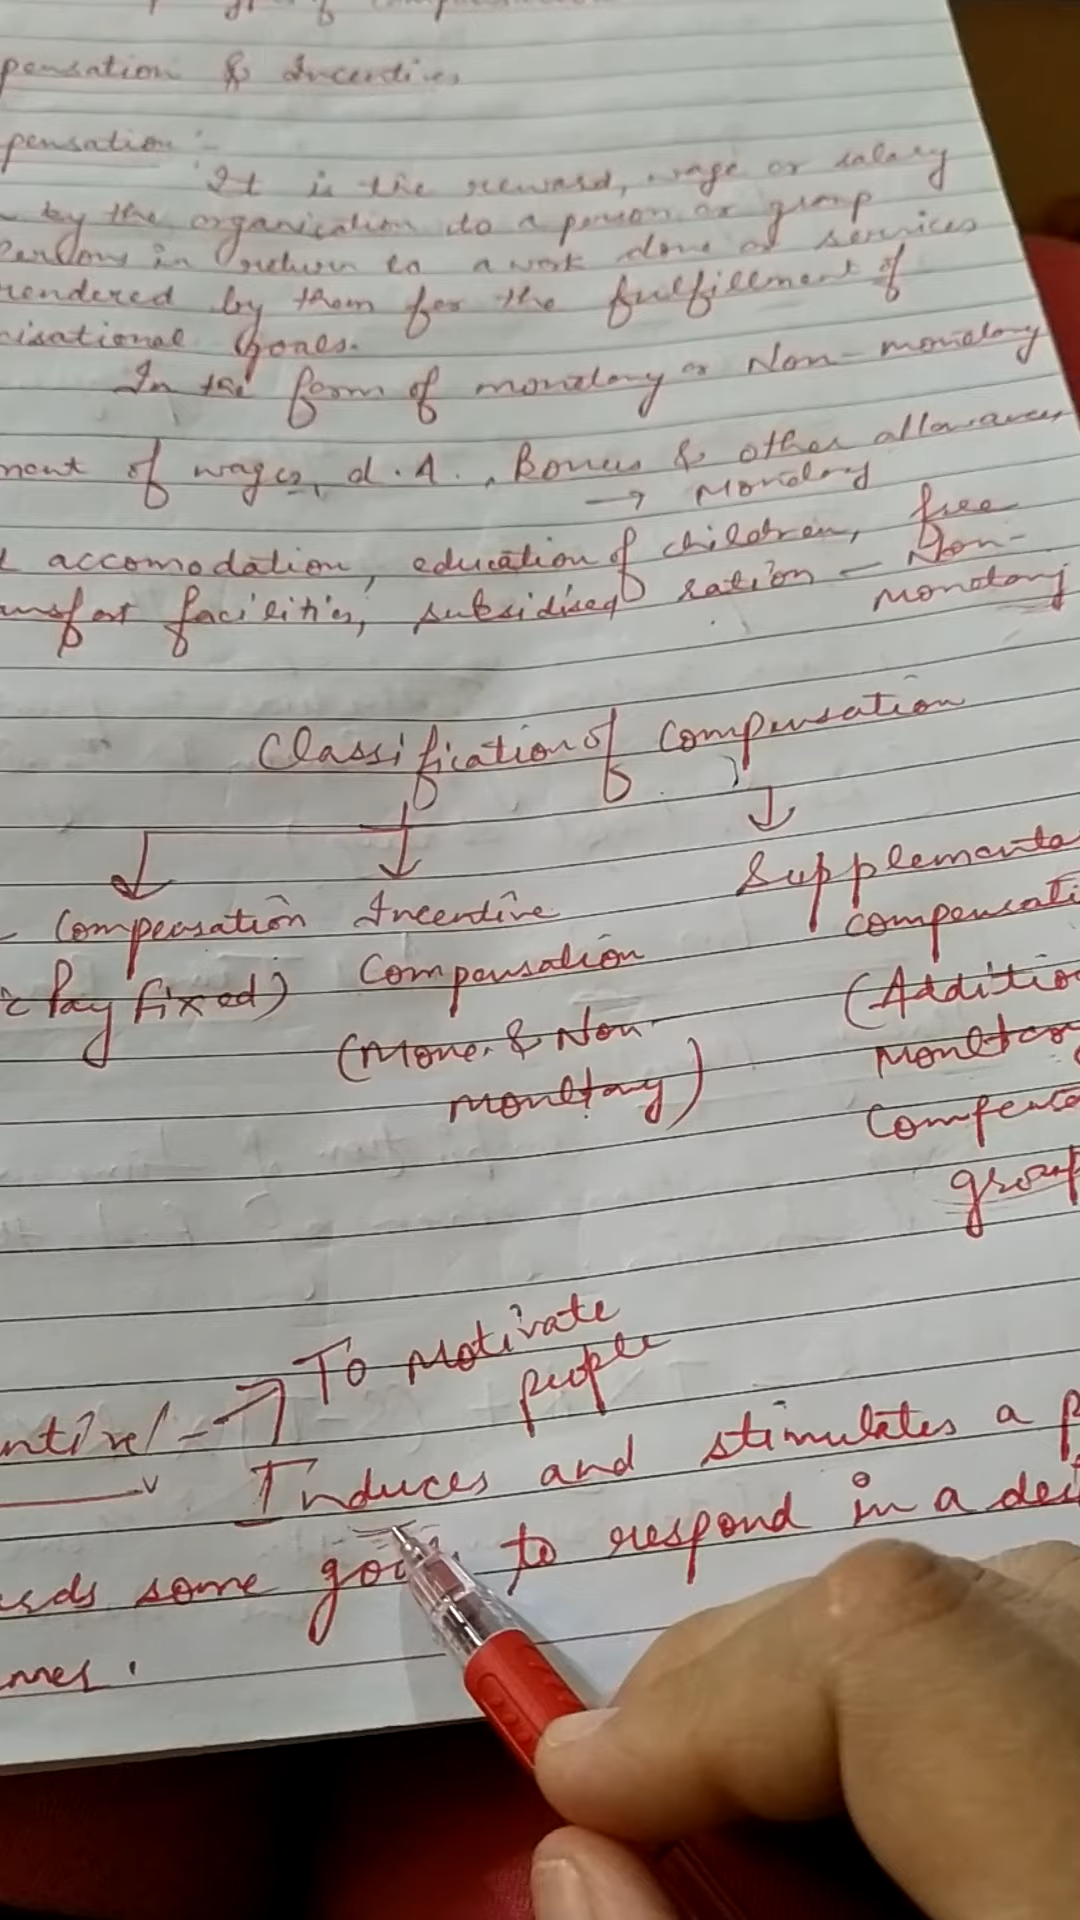 pensation & Incentives
pensation :-
It is the reward, wage or salary
by the organisation to a person or group
Persons in return to a work done or services
rendered by them for the fulfillment of
nisational Goals.
In the form of monetary or Non-monetary
ment of wages, d.A., Bonus & other allowances
→ Monetary
accomodation, education of children, free
ansport facilities, subsidised ration - Non-
monetary
Classification of Compensation
Compensation Incentive Supplementa
c Pay fixed) Compensation compensati
(Mone. & Non- (Additio
monetary) Monetary
Compensa
group
To Motivate
people
ntive/-
Induces and stimulates a p
ards some goal to respond in a desi
nner.